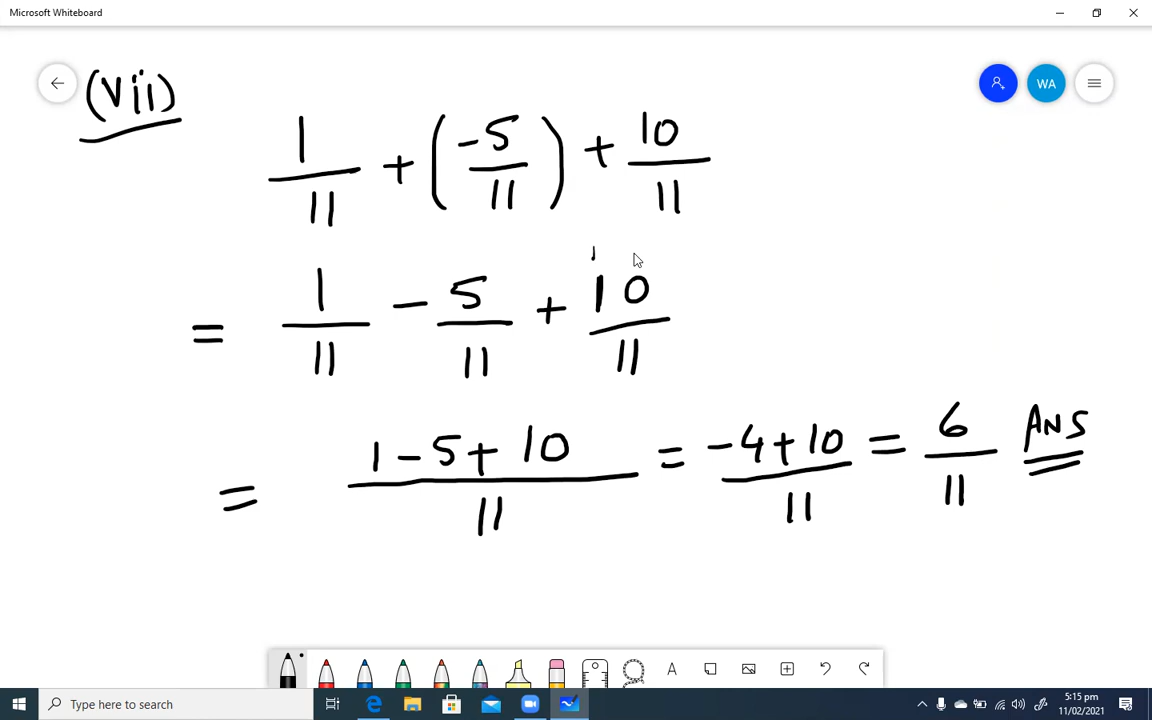 Microsoft Whiteboard
(Vii)
WA
1/11 + (-5/11) + 10/11
= 1/11 - 5/11 + 10/11
= 1-5+10/11 = -4+10/11 = 6/11 ANS
A
Type here to search
5:15 pm
11/02/2021